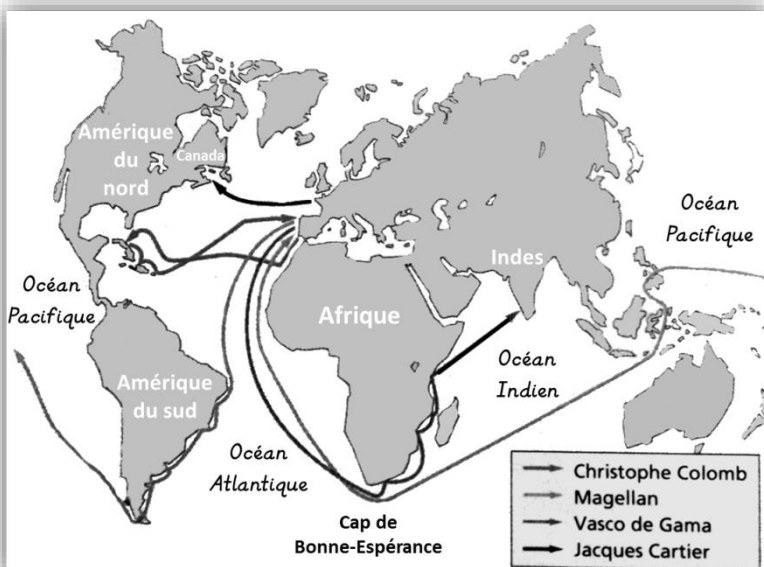 Amérique
du
nord
Canada
Océan
Pacifique
Indes
Océan
Pacifique
Afrique
Océan
Indien
Amérique
du sud
Océan
Atlantique
Cap de
Bonne-Espérance
Christophe Colomb
Magellan
Vasco de Gama
Jacques Cartier